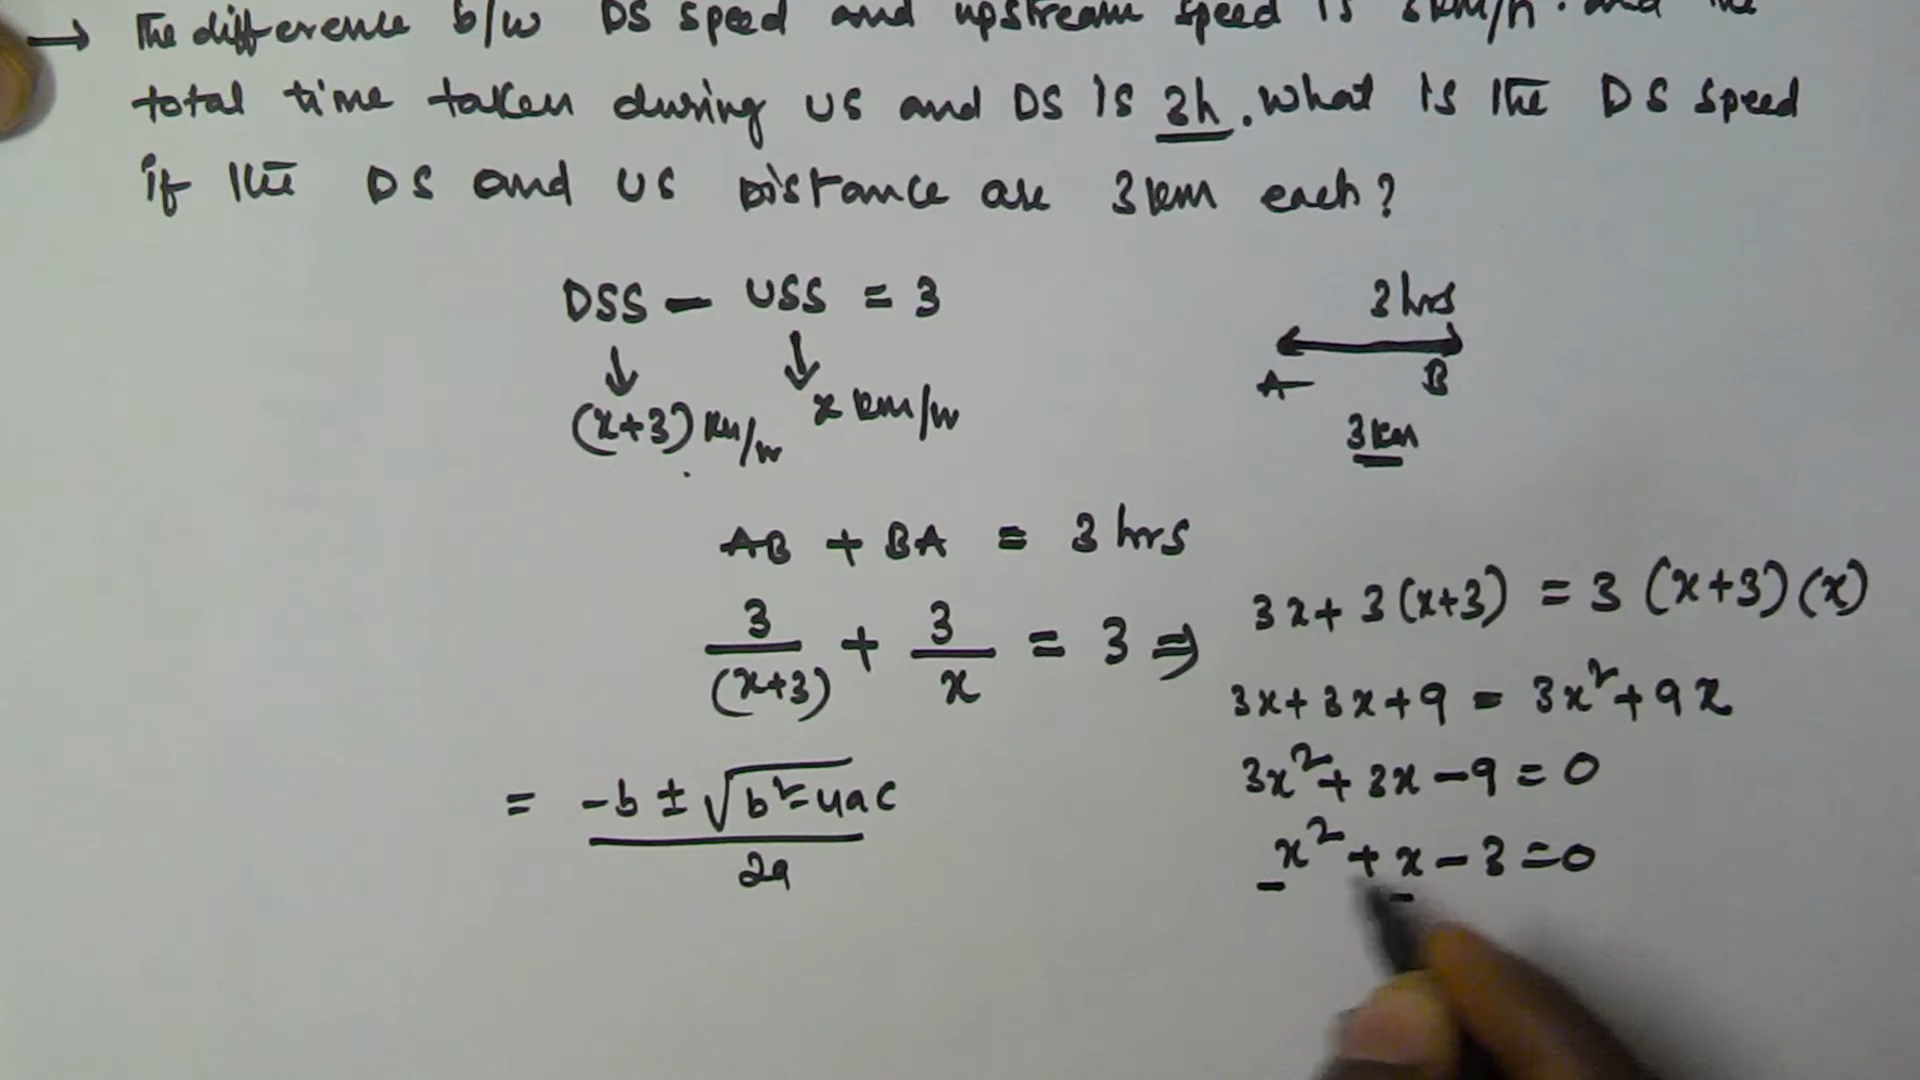 → The difference b/w DS speed and upstream speed is 3km/h. and the
total time taken during US and DS is 3h. what is the DS speed
if the DS and US Distance are 3km each?
DSS - USS = 3
3 hrs
A B
(x+3) km/hr x km/hr
3km
AB + BA = 3 hrs
3/(x+3) + 3/x = 3 ⇒ 3x + 3(x+3) = 3(x+3)(x)
3x + 3x + 9 = 3x² + 9x
= -b ± √b²-4ac / 2a
3x² + 3x - 9 = 0
x² + x - 3 = 0